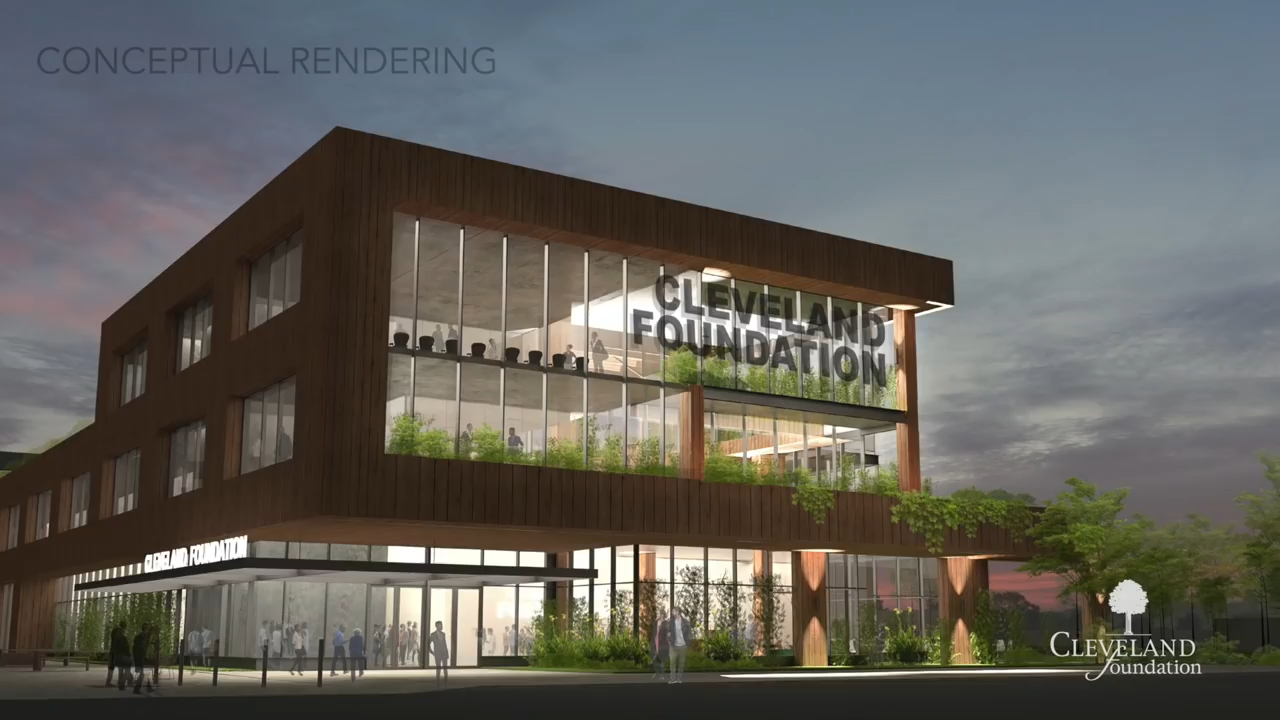 CONCEPTUAL RENDERING
CLEVELAND
FOUNDATION
CLEVELAND FOUNDATION
CLEVELAND
Foundation